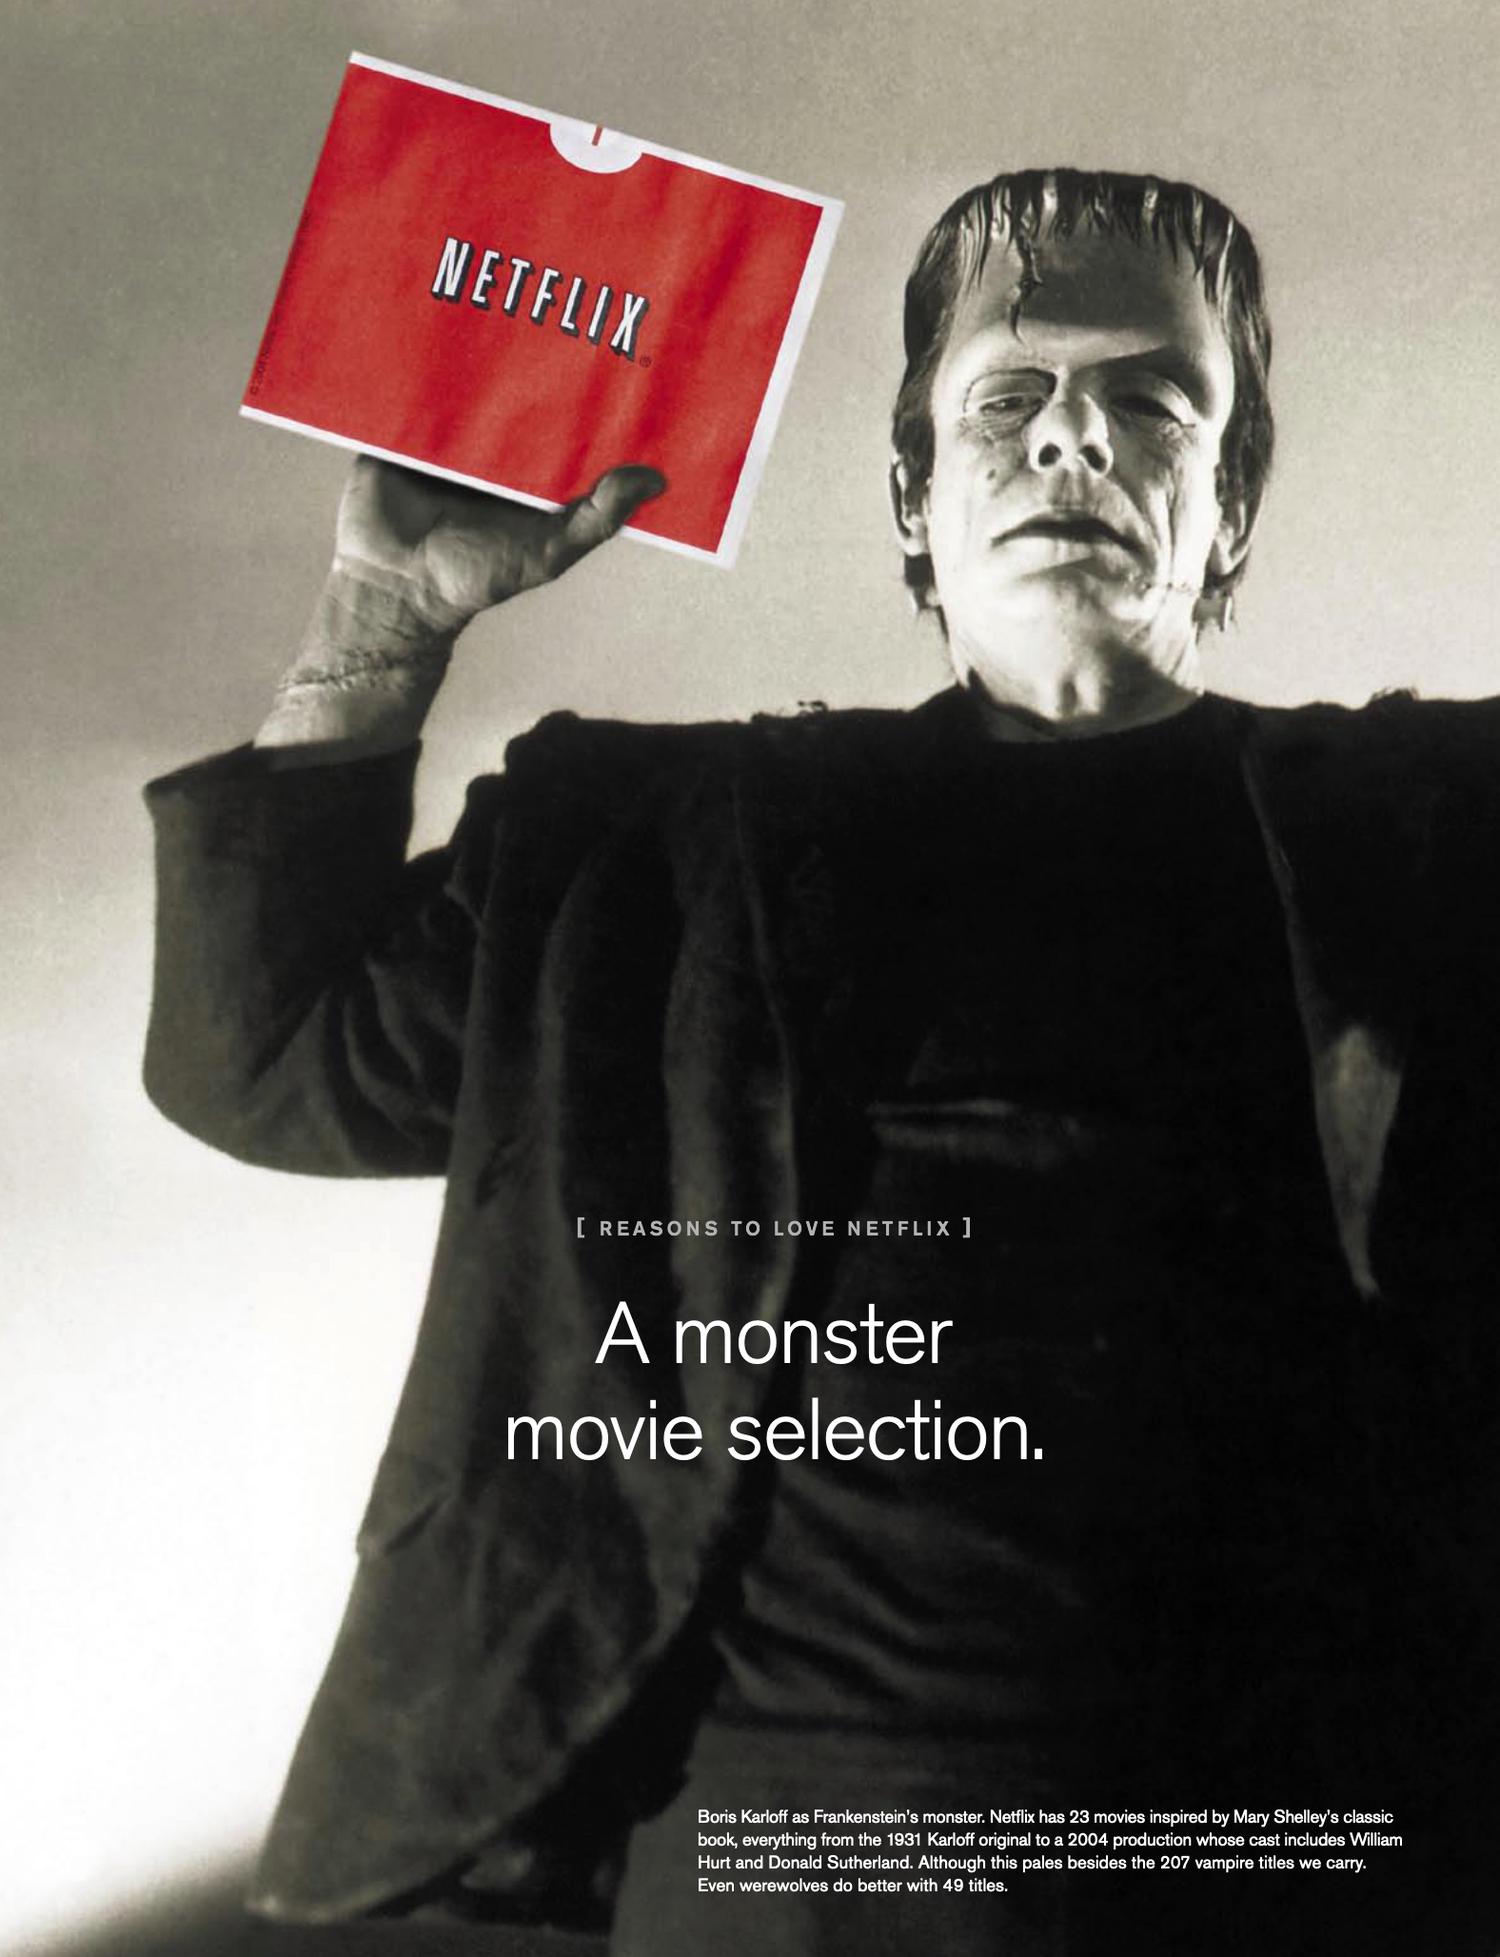 NETFLIX®
[ REASONS TO LOVE NETFLIX ]
A monster
movie selection.
Boris Karloff as Frankenstein's monster. Netflix has 23 movies inspired by Mary Shelley's classic
book, everything from the 1931 Karloff original to a 2004 production whose cast includes William
Hurt and Donald Sutherland. Although this pales besides the 207 vampire titles we carry.
Even werewolves do better with 49 titles.